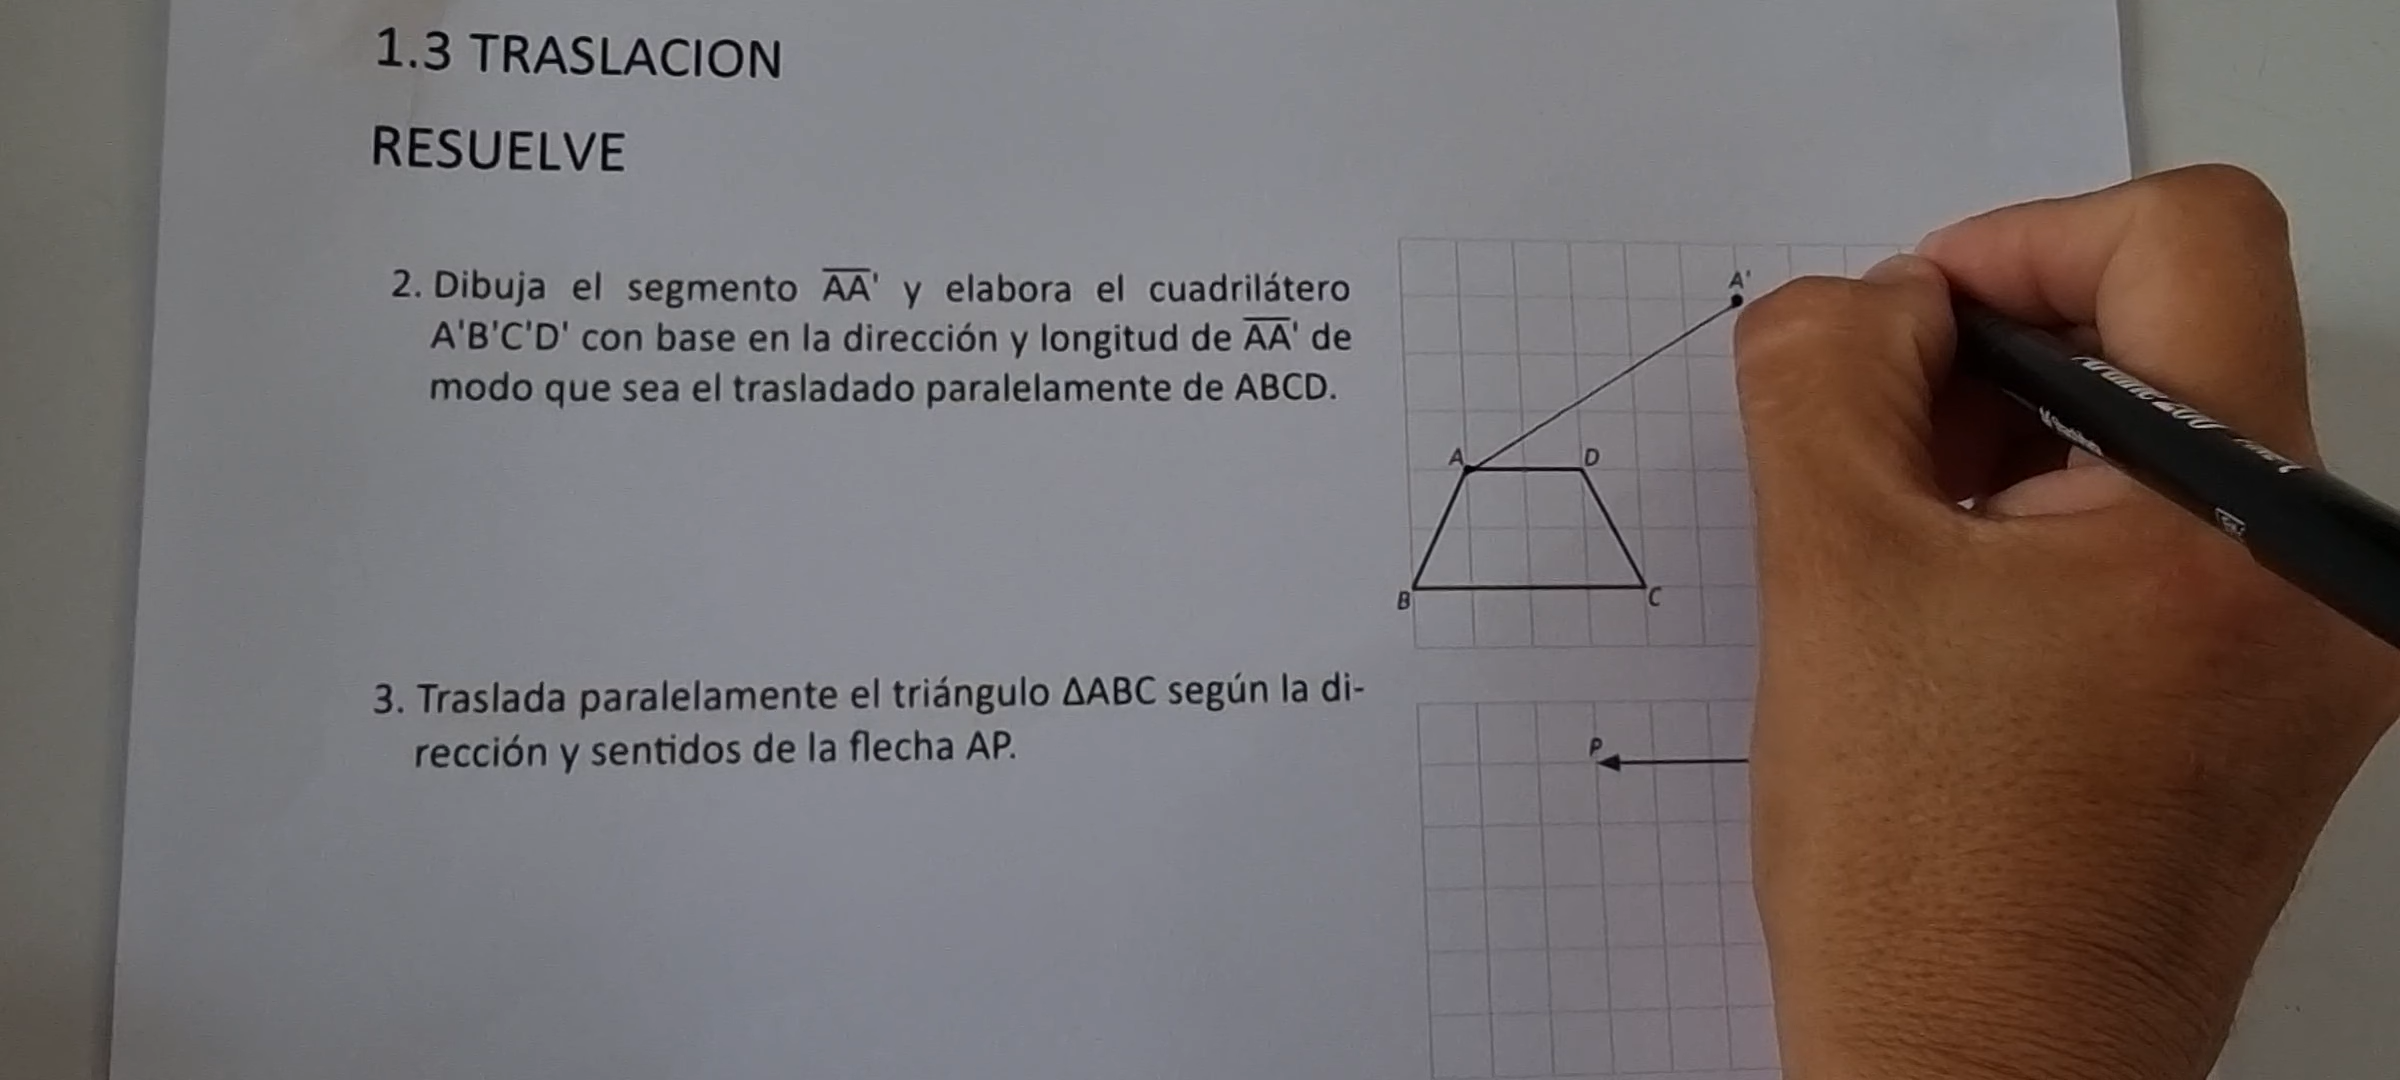 1.3 TRASLACION
RESUELVE
2. Dibuja el segmento A̅A̅' y elabora el cuadrilátero
A'B'C'D' con base en la dirección y longitud de A̅A̅' de
modo que sea el trasladado paralelamente de ABCD.
A'
A
D
B
C
3. Traslada paralelamente el triángulo ΔABC según la di-
rección y sentidos de la flecha AP.
P